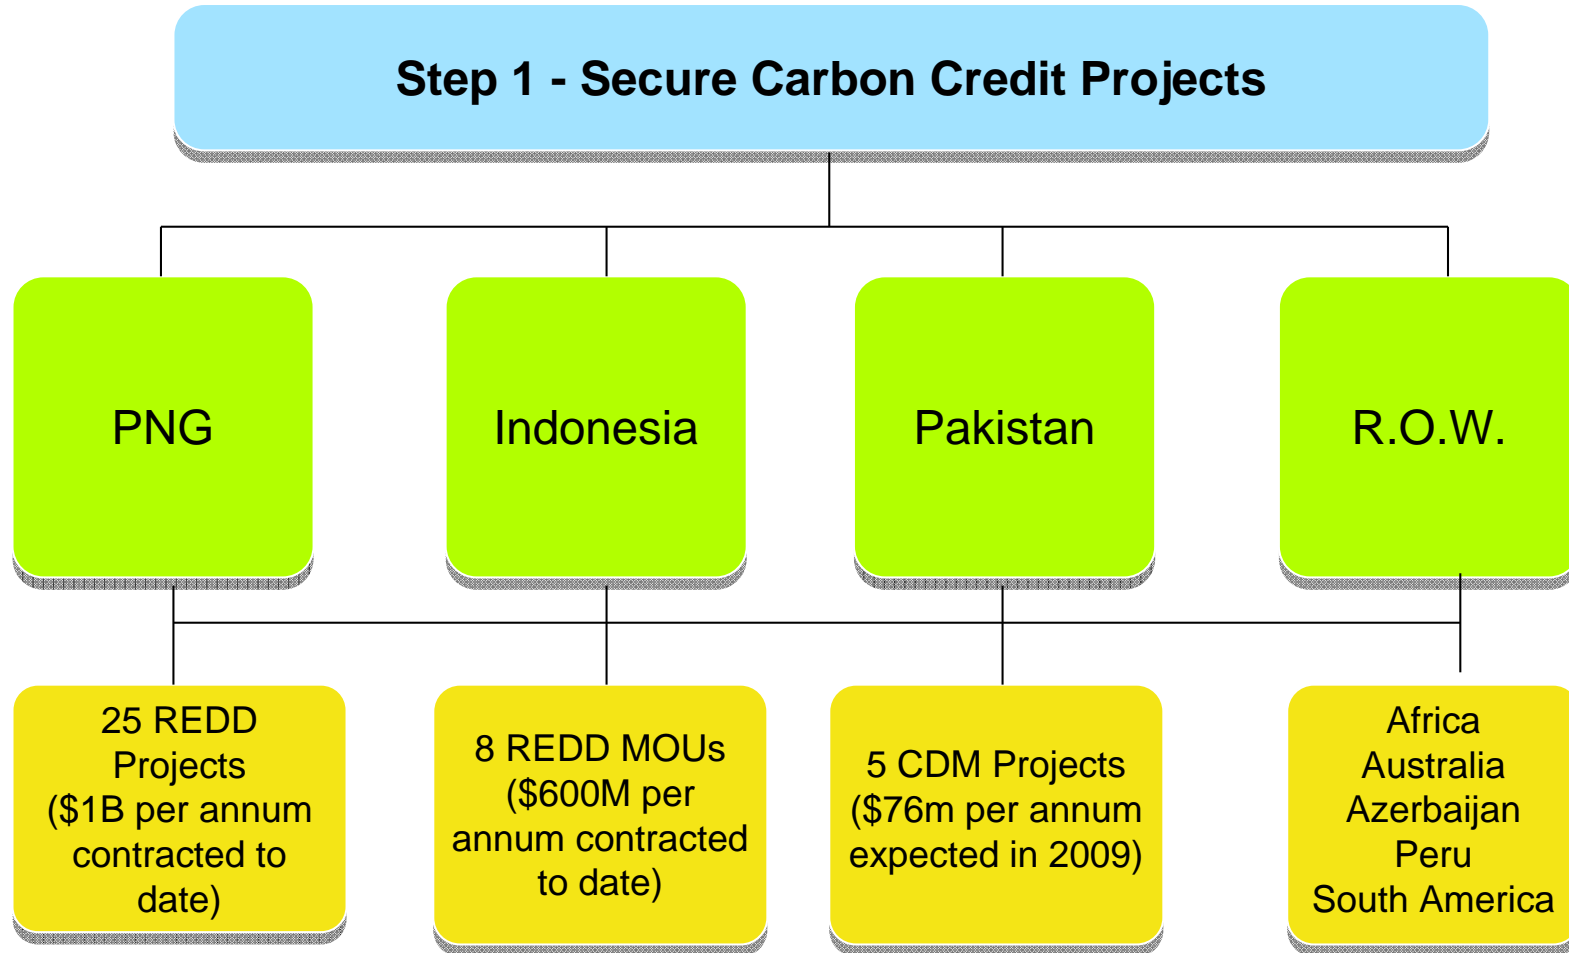 Step 1 - Secure Carbon Credit Projects
PNG
Indonesia
Pakistan
R.O.W.
25 REDD
Projects
($1B per annum
contracted to
date)
8 REDD MOUs
($600M per
annum contracted
to date)
5 CDM Projects
($76m per annum
expected in 2009)
Africa
Australia
Azerbaijan
Peru
South America